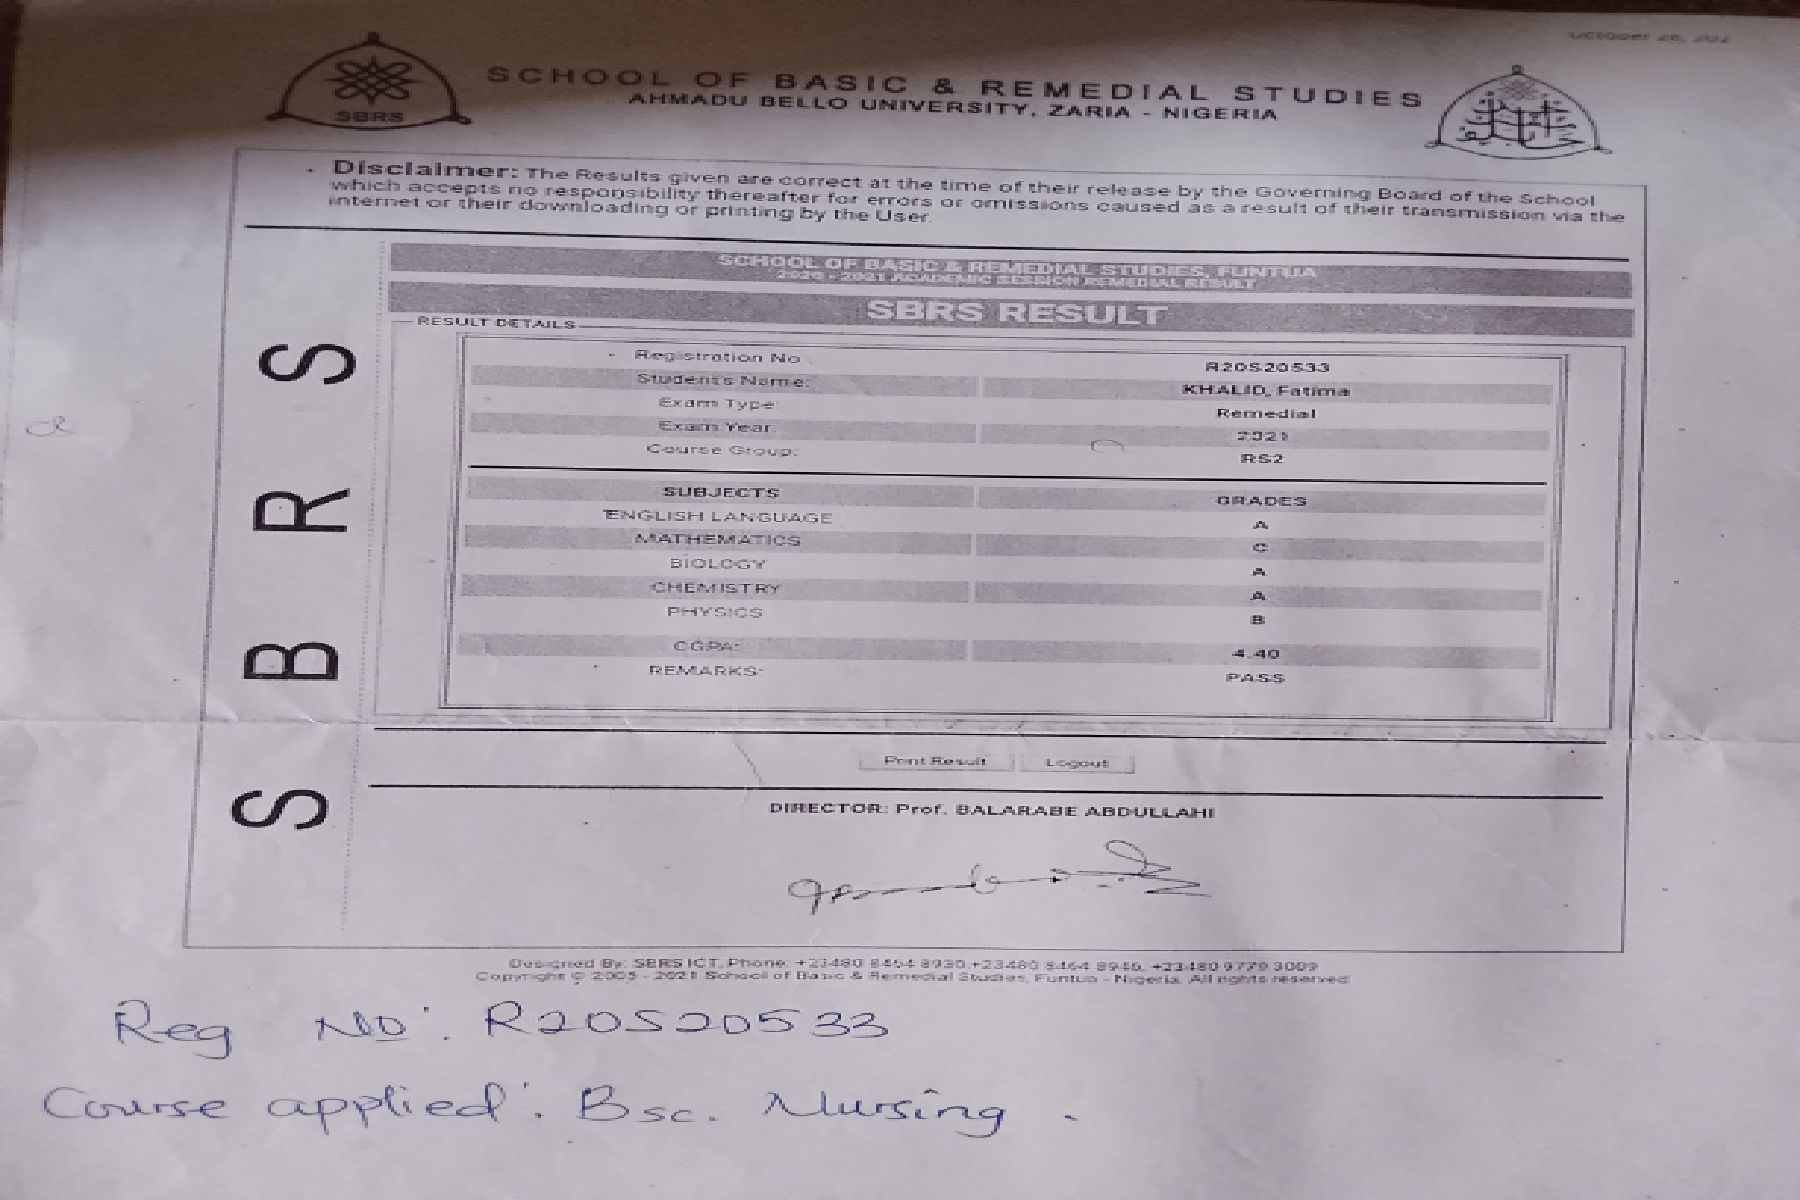 October 26, 202
SCHOOL OF BASIC & REMEDIAL STUDIES
AHMADU BELLO UNIVERSITY, ZARIA - NIGERIA
SBRS
Disclaimer: The Results given are correct at the time of their release by the Governing Board of the School
which accepts no responsibility thereafter for errors or omissions caused as a result of their transmission via the
internet or their downloading or printing by the User.
SCHOOL OF BASIC & REMEDIAL STUDIES, FUNTUA
2020 - 2021 ACADEMIC SESSION REMEDIAL RESULT
SBRS RESULT
RESULT DETAILS
Registration No : R20S20533
Student's Name: KHALID, Fatima
Exam Type: Remedial
Exam Year: 2021
Course Group: RS2
SUBJECTS GRADES
ENGLISH LANGUAGE A
MATHEMATICS C
BIOLOGY A
CHEMISTRY A
PHYSICS B
CGPA: 4.40
REMARKS: PASS
Print Result Logout
DIRECTOR: Prof. BALARABE ABDULLAHI
S B R S
Designed By: SBRS ICT, Phone: +23480 8464 8930,+23480 8464 8946, +23480 9779 3009
Copyright © 2005 - 2021 School of Basic & Remedial Studies, Funtua - Nigeria. All rights reserved
Reg No: R20S20533
Course applied: Bsc. Nursing.